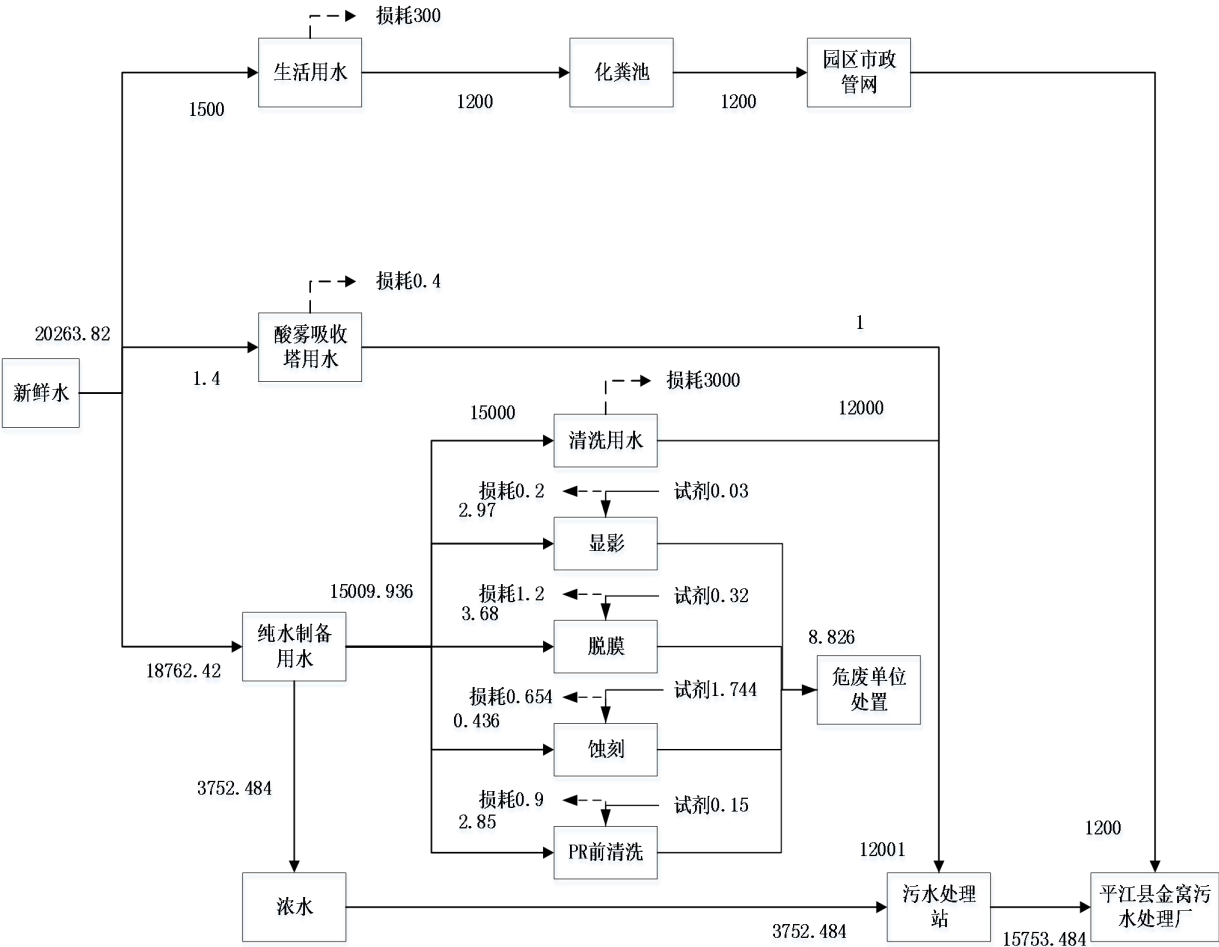 损耗300
生活用水
化粪池
园区市政
管网
1500
1200
1200
损耗0.4
20263.82
酸雾吸收
塔用水
1
新鲜水
1.4
损耗3000
15000
12000
清洗用水
损耗0.2
试剂0.03
2.97
显影
15009.936
损耗1.2
试剂0.32
3.68
纯水制备
用水
脱膜
8.826
18762.42
危废单位
处置
损耗0.654
试剂1.744
0.436
蚀刻
3752.484
损耗0.9
试剂0.15
2.85
PR前清洗
1200
12001
浓水
污水处理
站
平江县金窝污
水处理厂
3752.484
15753.484